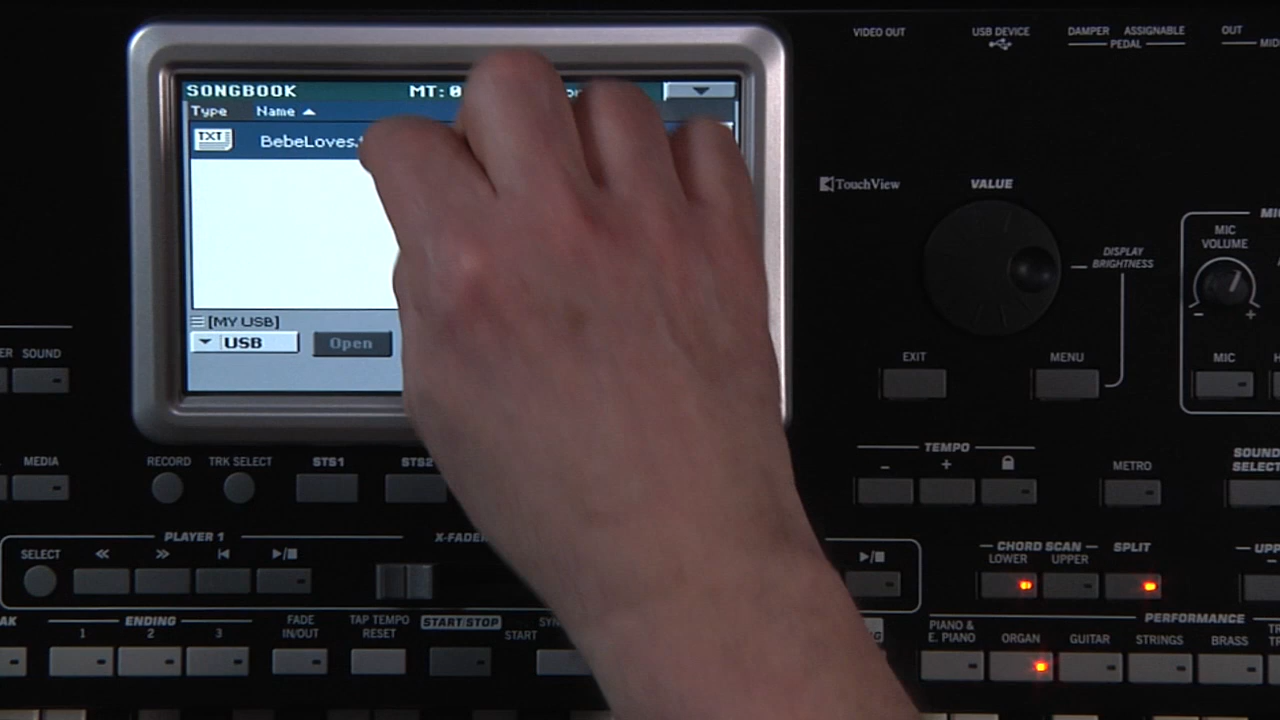 VIDEO OUT
USB DEVICE
DAMPER ASSIGNABLE
PEDAL
OUT
SONGBOOK MT:0
Type Name
TXT BebeLoves.
[MY USB]
USB Open
TouchView
VALUE
DISPLAY
BRIGHTNESS
MIC
VOLUME
- +
EXIT MENU MIC
SOUND
MEDIA RECORD TRK SELECT STS1 STS2
TEMPO
- +
METRO
SOUND
SELECT
PLAYER 1
SELECT
CHORD SCAN SPLIT
LOWER UPPER
ENDING
1 2 3
FADE
IN/OUT
TAP TEMPO
RESET
START STOP
START
PERFORMANCE
PIANO &
E. PIANO
ORGAN GUITAR STRINGS BRASS